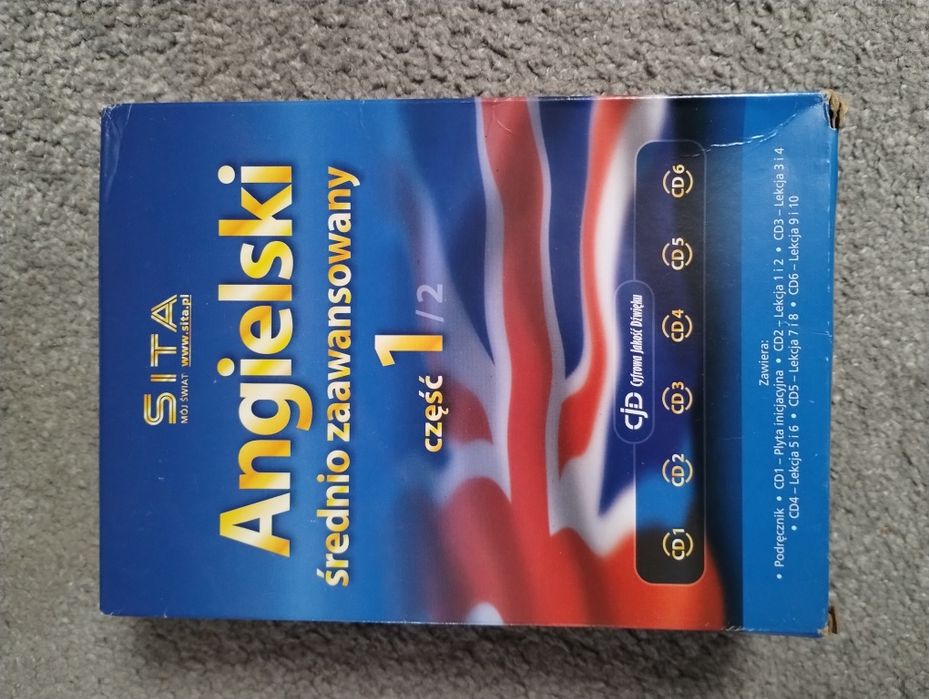 SITA
MÓJ ŚWIAT www.sita.pl
Angielski
średnio zaawansowany
część 1 / 2
cjD Cyfrowa Jakość Dźwięku
CD1 CD2 CD3 CD4 CD5 CD6
Zawiera:
• Podręcznik • CD1 – Płyta inicjacyjna • CD2 – Lekcja 1 i 2 • CD3 – Lekcja 3 i 4
• CD4 – Lekcja 5 i 6 • CD5 – Lekcja 7 i 8 • CD6 – Lekcja 9 i 10